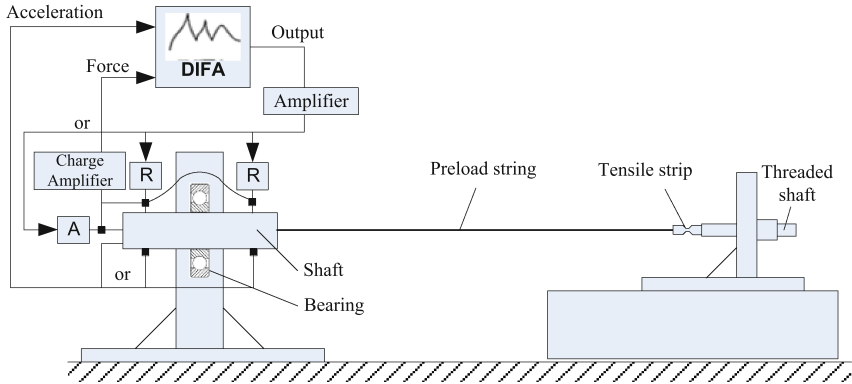 Acceleration
Output
Force
DIFA
Amplifier
or
Charge
Amplifier
R
R
Preload string
Tensile strip
Threaded
shaft
A
or
Shaft
Bearing